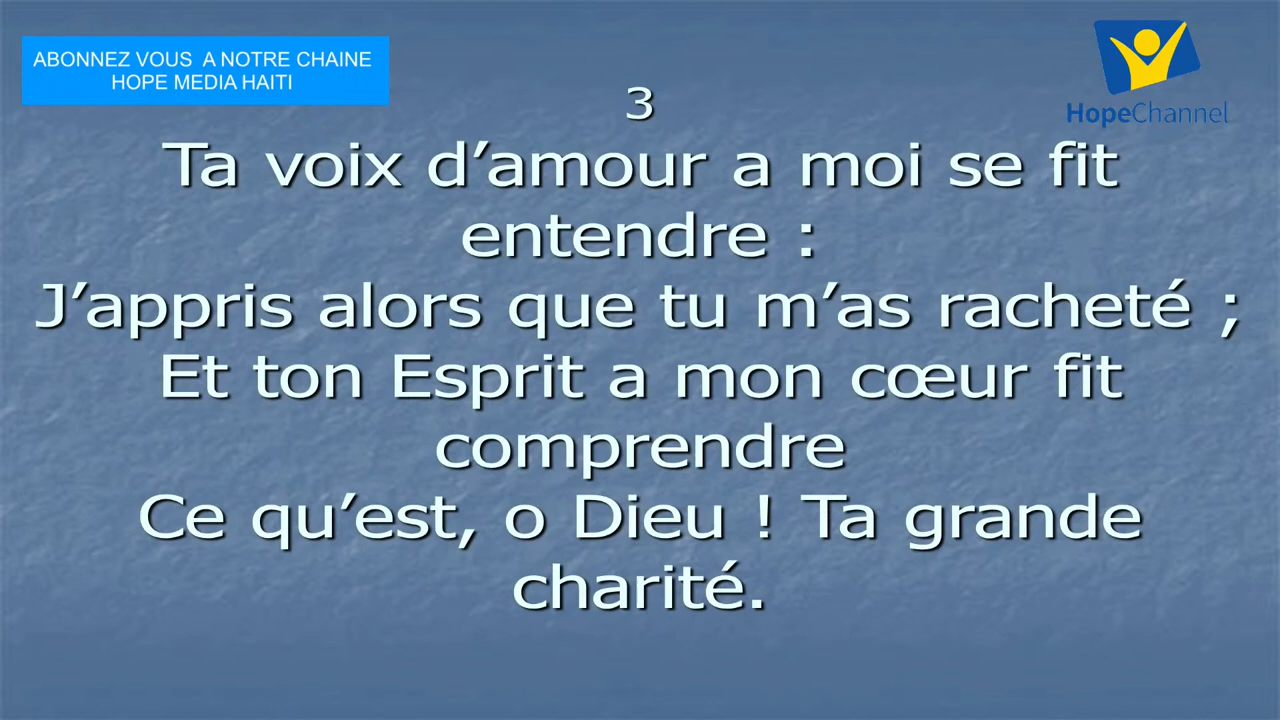 ABONNEZ VOUS A NOTRE CHAINE
HOPE MEDIA HAITI
HopeChannel
3
Ta voix d’amour a moi se fit
entendre :
J’appris alors que tu m’as racheté ;
Et ton Esprit a mon cœur fit
comprendre
Ce qu’est, o Dieu ! Ta grande
charité.